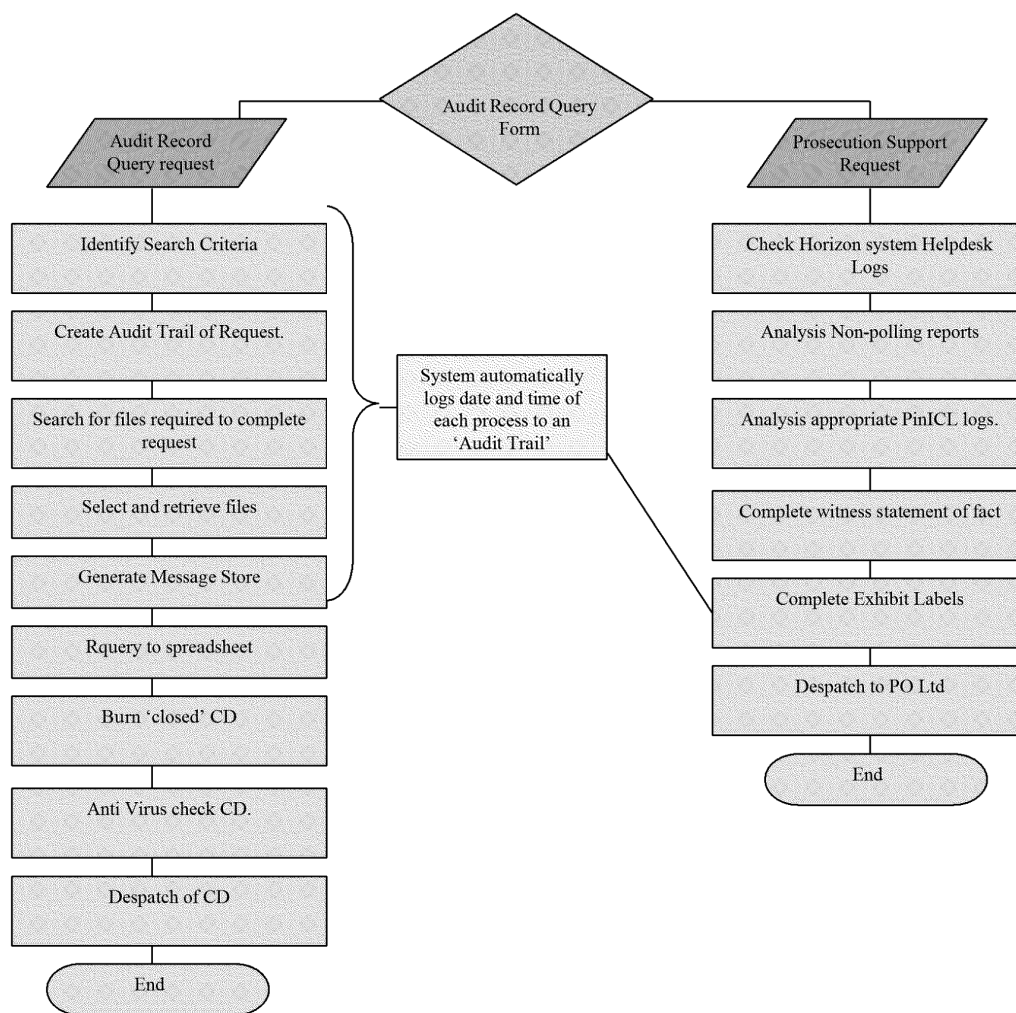 Audit Record Query
Form
Audit Record
Query request
Identify Search Criteria
Create Audit Trail of Request.
Search for files required to complete
request
Select and retrieve files
Generate Message Store
Rquery to spreadsheet
Burn ‘closed’ CD
Anti Virus check CD.
Despatch of CD
End
System automatically
logs date and time of
each process to an
‘Audit Trail’
Prosecution Support
Request
Check Horizon system Helpdesk
Logs
Analysis Non-polling reports
Analysis appropriate PinICL logs.
Complete witness statement of fact
Complete Exhibit Labels
Despatch to PO Ltd
End